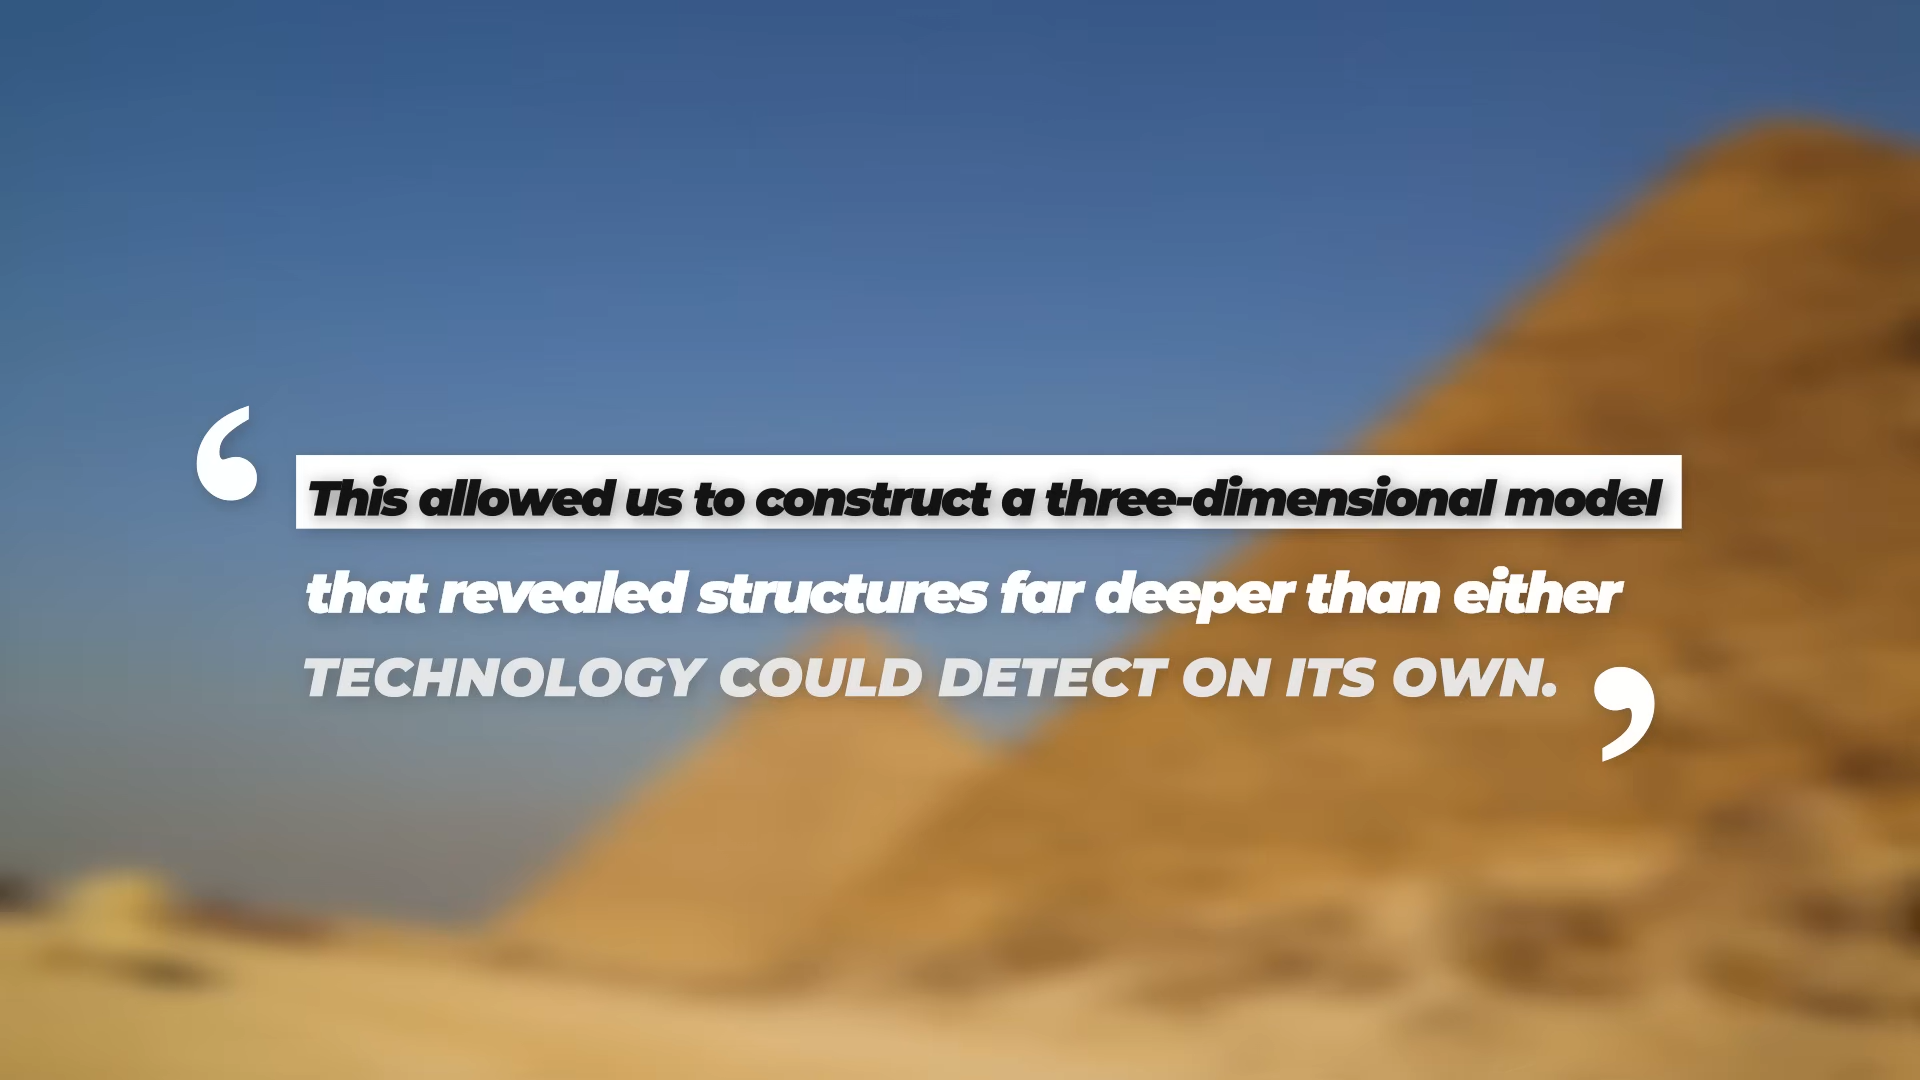 ‘This allowed us to construct a three-dimensional model
that revealed structures far deeper than either
TECHNOLOGY COULD DETECT ON ITS OWN.’